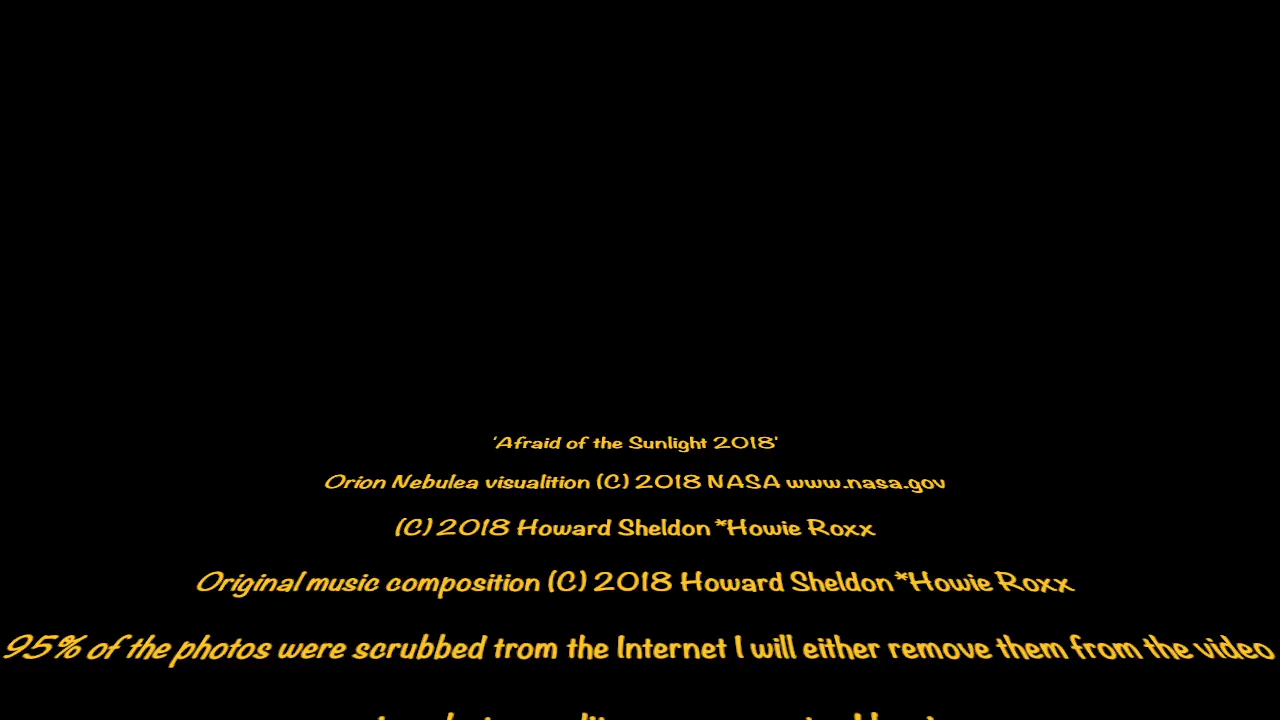 'Afraid of the Sunlight 2018'
Orion Nebulea visualition (C) 2018 NASA www.nasa.gov
(C) 2018 Howard Sheldon *Howie Roxx
Original music composition (C) 2018 Howard Sheldon *Howie Roxx
95% of the photos were scrubbed trom the Internet I will either remove them from the video